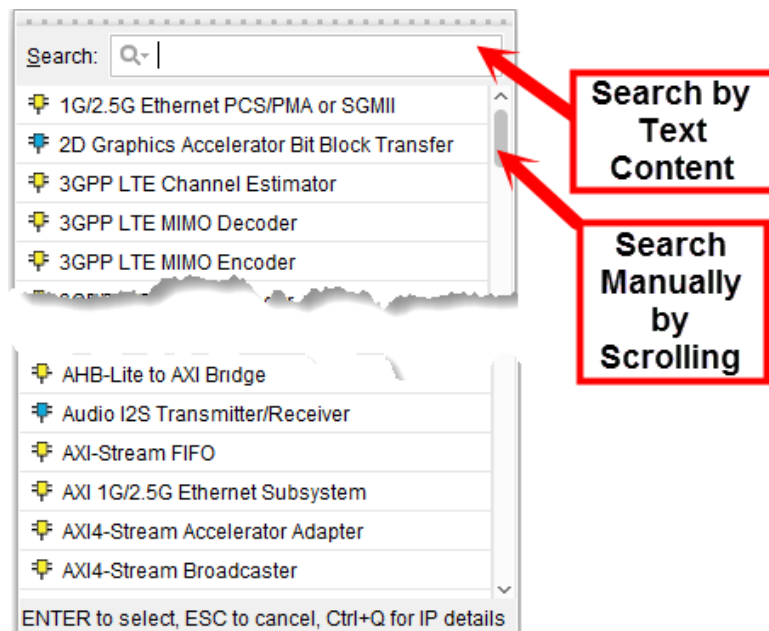 Search:
1G/2.5G Ethernet PCS/PMA or SGMII
2D Graphics Accelerator Bit Block Transfer
3GPP LTE Channel Estimator
3GPP LTE MIMO Decoder
3GPP LTE MIMO Encoder
AHB-Lite to AXI Bridge
Audio I2S Transmitter/Receiver
AXI-Stream FIFO
AXI 1G/2.5G Ethernet Subsystem
AXI4-Stream Accelerator Adapter
AXI4-Stream Broadcaster
ENTER to select, ESC to cancel, Ctrl+Q for IP details
Search by
Text
Content
Search
Manually
by
Scrolling